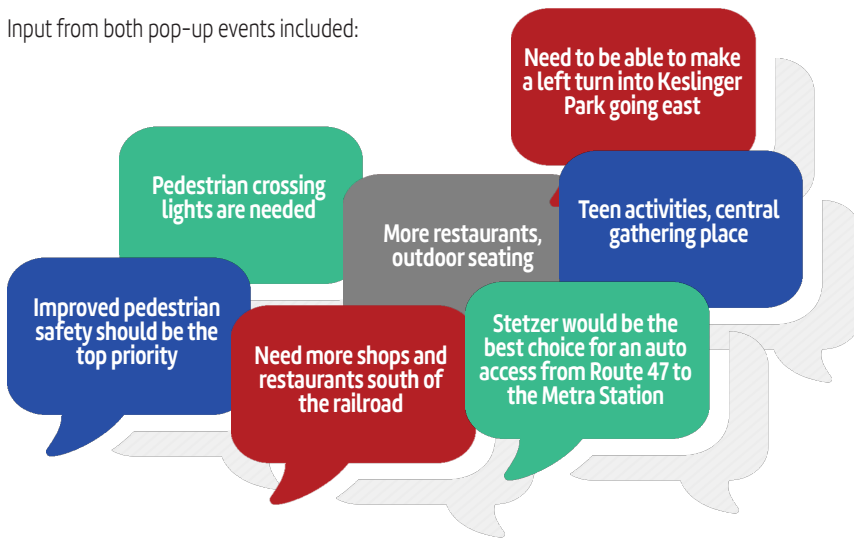 Input from both pop-up events included:
Need to be able to make
a left turn into Keslinger
Park going east
Pedestrian crossing
lights are needed
More restaurants,
outdoor seating
Teen activities, central
gathering place
Improved pedestrian
safety should be the
top priority
Need more shops and
restaurants south of
the railroad
Stetzer would be the
best choice for an auto
access from Route 47 to
the Metra Station